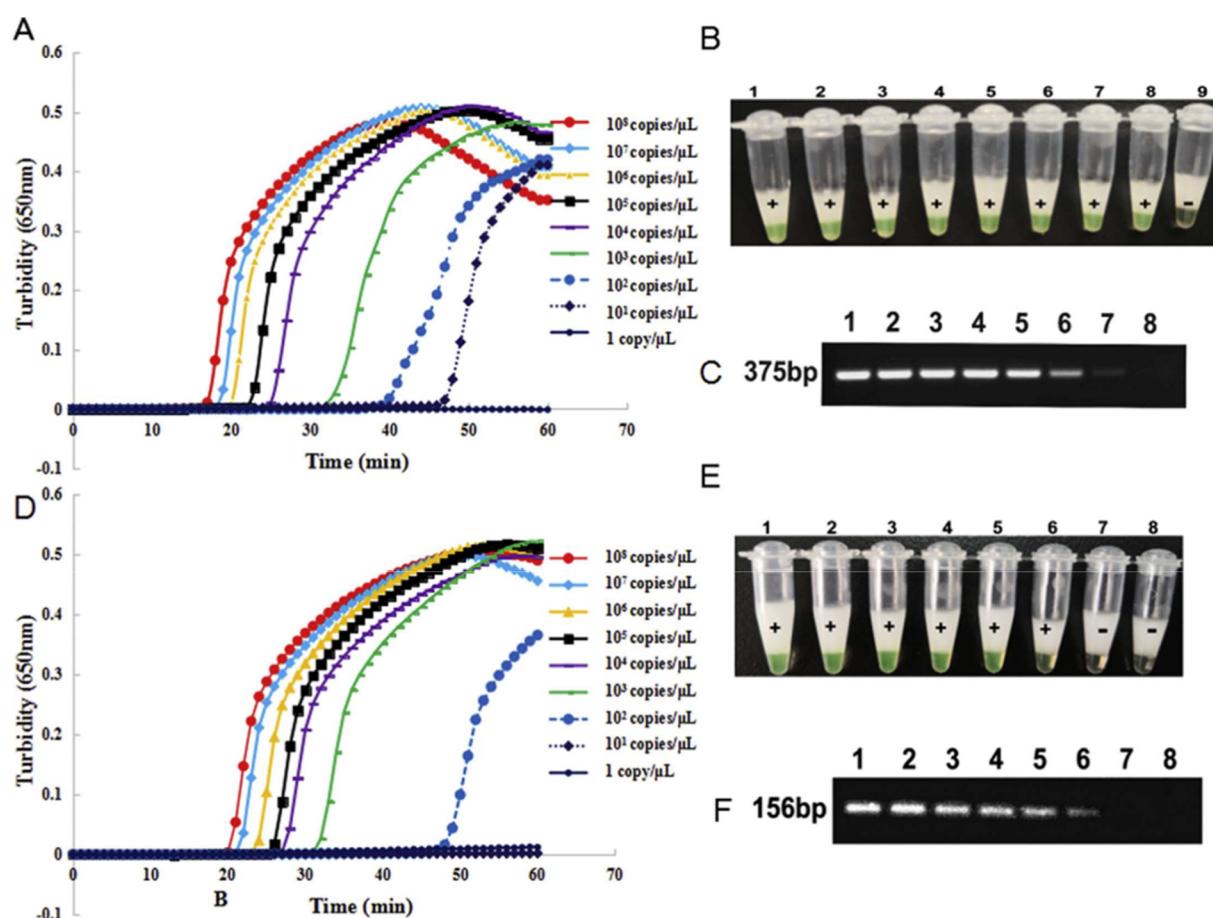 A
0.6
0.5
0.4
0.3
0.2
0.1
0
-0.1
Turbidity (650nm)
0 10 20 30 40 50 60 70
Time (min)
10⁸ copies/µL
10⁷ copies/µL
10⁶ copies/µL
10⁵ copies/µL
10⁴ copies/µL
10³ copies/µL
10² copies/µL
10¹ copies/µL
1 copy/µL
B
1 2 3 4 5 6 7 8 9
+ + + + + + + + -
1 2 3 4 5 6 7 8
C 375bp
D
0.6
0.5
0.4
0.3
0.2
0.1
0
-0.1
Turbidity (650nm)
0 10 20 30 40 50 60 70
B Time (min)
10⁸ copies/µL
10⁷ copies/µL
10⁶ copies/µL
10⁵ copies/µL
10⁴ copies/µL
10³ copies/µL
10² copies/µL
10¹ copies/µL
1 copy/µL
E
1 2 3 4 5 6 7 8
+ + + + + + - -
1 2 3 4 5 6 7 8
F 156bp